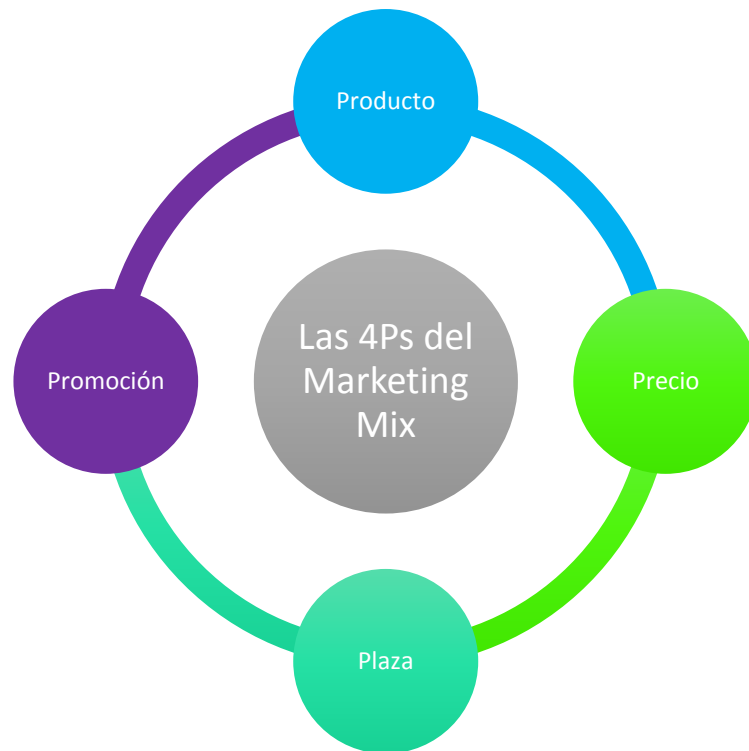 Producto
Promoción
Las 4Ps del
Marketing
Mix
Precio
Plaza